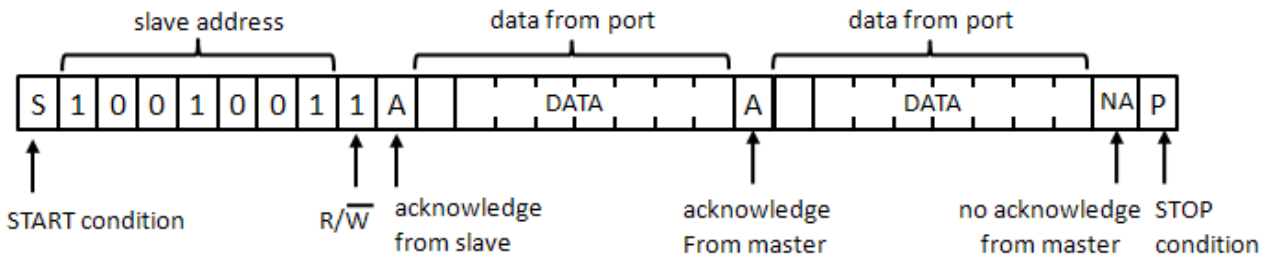 slave address data from port data from port
S 1 0 0 1 0 0 1 1 A DATA A DATA NA P
START condition R/W̅ acknowledge from slave acknowledge From master no acknowledge from master STOP condition